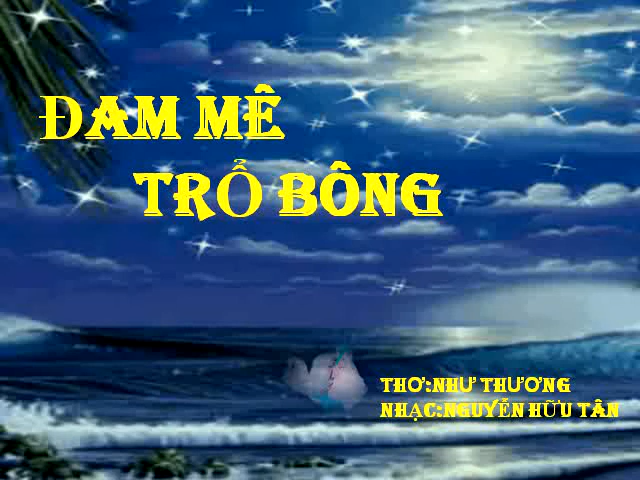 ĐAM MÊ
TRỔ BÔNG
THƠ:NHƯ THƯƠNG
NHẠC:NGUYỄN HỮU TÂN